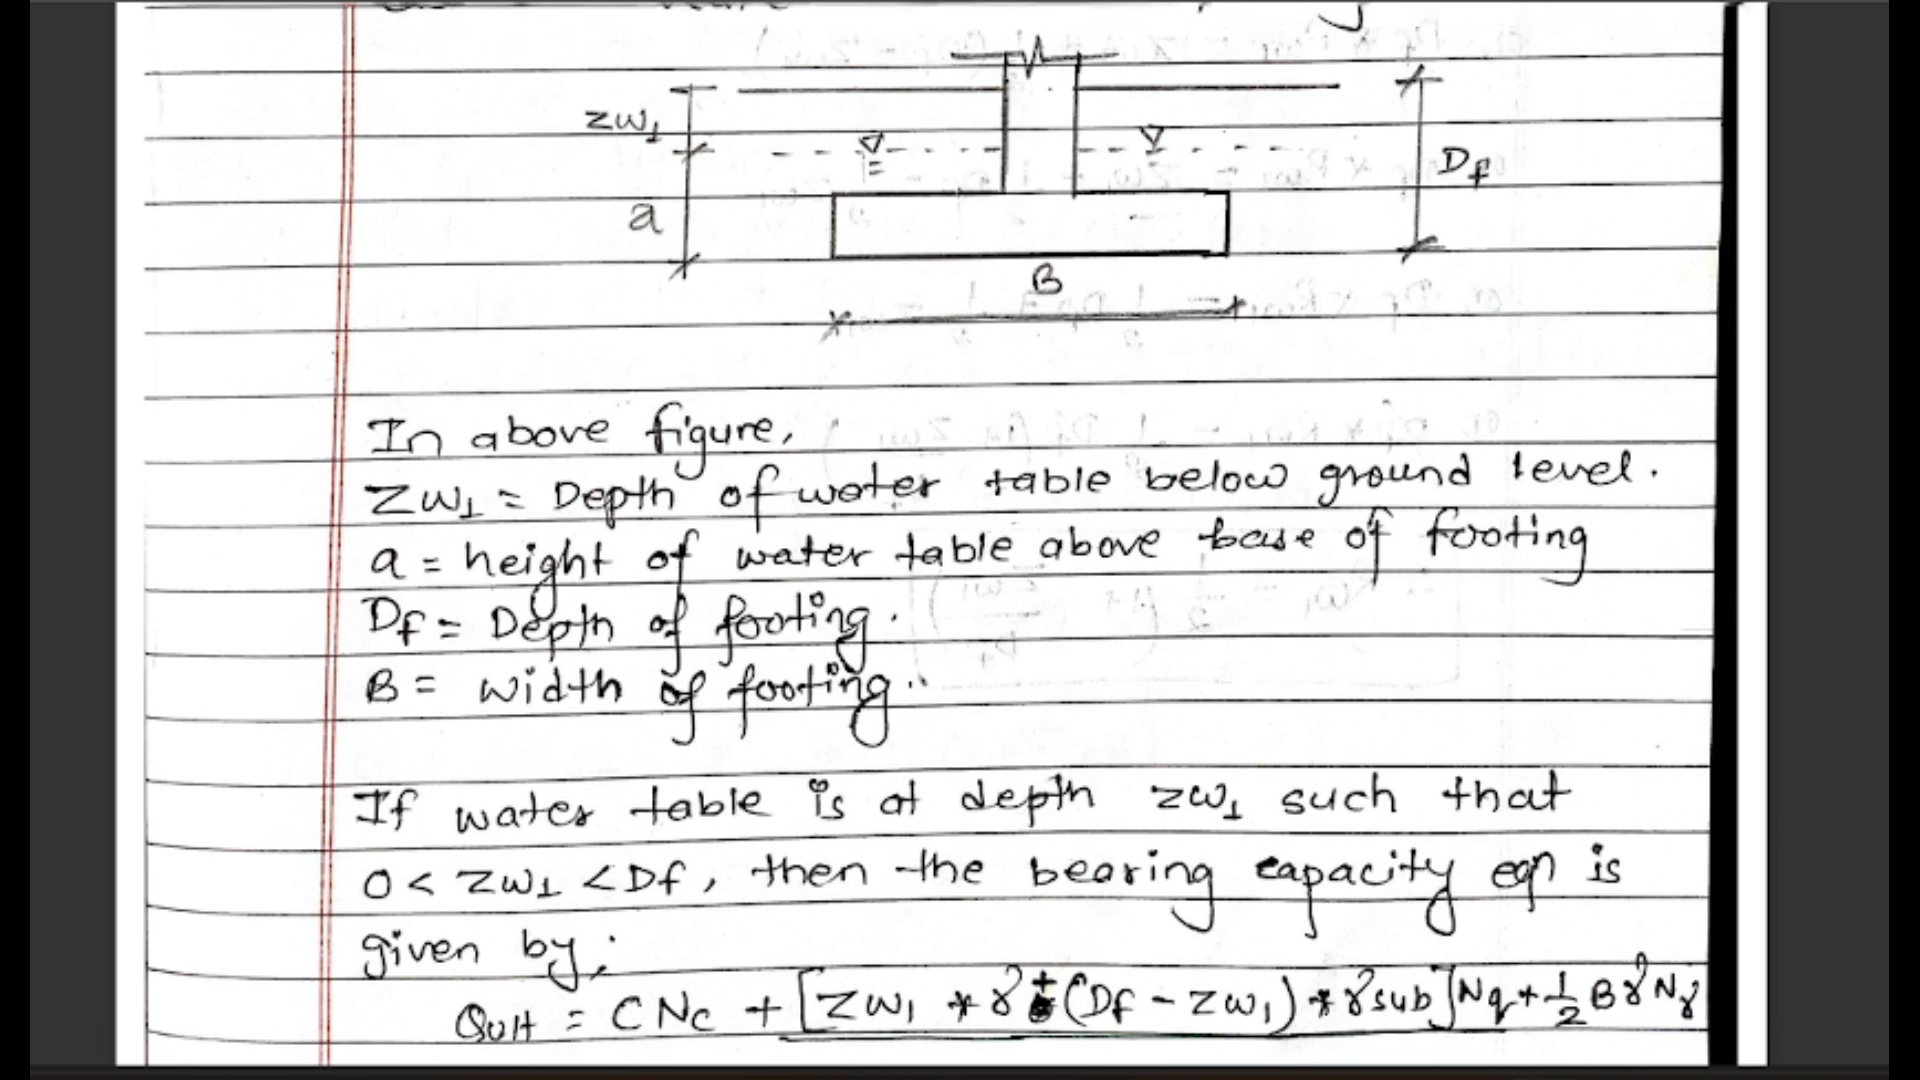 zw₁
a
Df
B
In above figure,
zw₁ = Depth of water table below ground level.
a = height of water table above base of footing
Df = Depth of footing.
B = width of footing.
If water table is at depth zw₁ such that
0 < zw₁ < Df, then the bearing capacity eqn is
given by;
Qult = CNc + [zw₁ * γ + (Df - zw₁) * γsub] Nq + 1/2 BγNγ